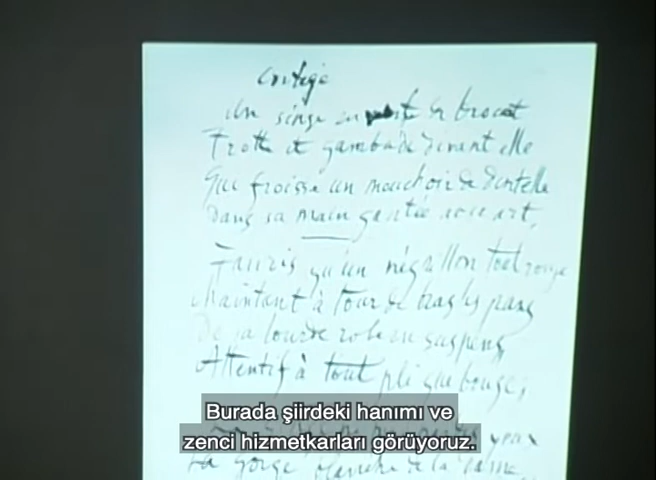 Cortège
Un singe en veste de brocart
Trotte et gambade devant elle
Qui froisse un mouchoir de dentelle
Dans sa main gantée avec art,
Tandis qu'un négrillon tout rouge
Maintient à tour de bras les pans
De sa lourde robe en suspens
Attentif à tout pli qui bouge,
yeux
La gorge blanche de la dame
Burada şiirdeki hanımı ve
zenci hizmetkarları görüyoruz.